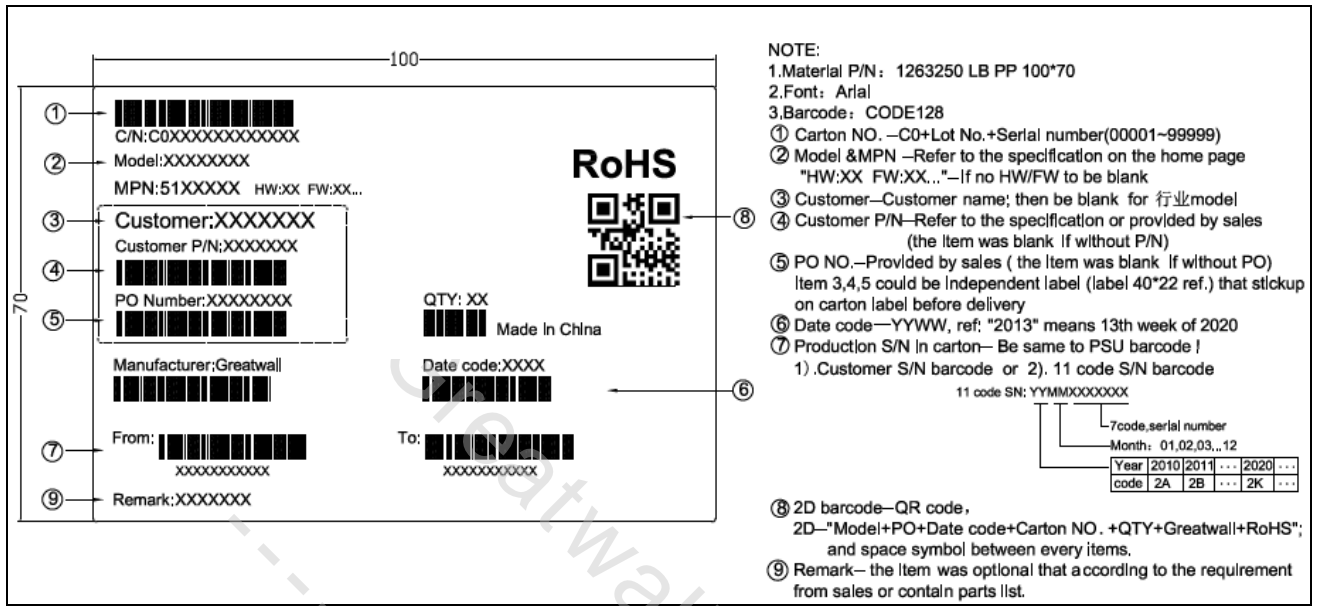 100
70
①
C/N:C0XXXXXXXXXXXX
② Model:XXXXXXXX
MPN:51XXXXX HW:XX FW:XX...
RoHS
③ Customer:XXXXXXX
⑧
Customer P/N:XXXXXXX
④
PO Number:XXXXXXXX
⑤
QTY: XX
Made In China
Manufacturer:Greatwall
Date code:XXXX
⑥
⑦ From:
XXXXXXXXXXX
To:
XXXXXXXXXXX
⑨ Remark:XXXXXXX
NOTE:
1.Material P/N: 1263250 LB PP 100*70
2.Font: Arial
3,Barcode: CODE128
① Carton NO. –C0+Lot No.+Serial number(00001~99999)
② Model &MPN –Refer to the specification on the home page
"HW:XX FW:XX..."–If no HW/FW to be blank
③ Customer–Customer name; then be blank for 行业model
④ Customer P/N–Refer to the specification or provided by sales
(the item was blank if without P/N)
⑤ PO NO.–Provided by sales ( the item was blank if without PO)
Item 3,4,5 could be independent label (label 40*22 ref.) that stickup
on carton label before delivery
⑥ Date code—YYWW, ref: "2013" means 13th week of 2020
⑦ Production S/N in carton– Be same to PSU barcode !
1) .Customer S/N barcode or 2). 11 code S/N barcode
11 code SN: YYMMXXXXXXX
7code,serial number
Month: 01,02,03...12
Year 2010 2011 ··· 2020 ···
code 2A 2B ··· 2K ···
⑧ 2D barcode–QR code,
2D–"Model+PO+Date code+Carton NO. +QTY+Greatwall+RoHS";
and space symbol between every items.
⑨ Remark– the item was optional that according to the requirement
from sales or contain parts list.
Greatwall